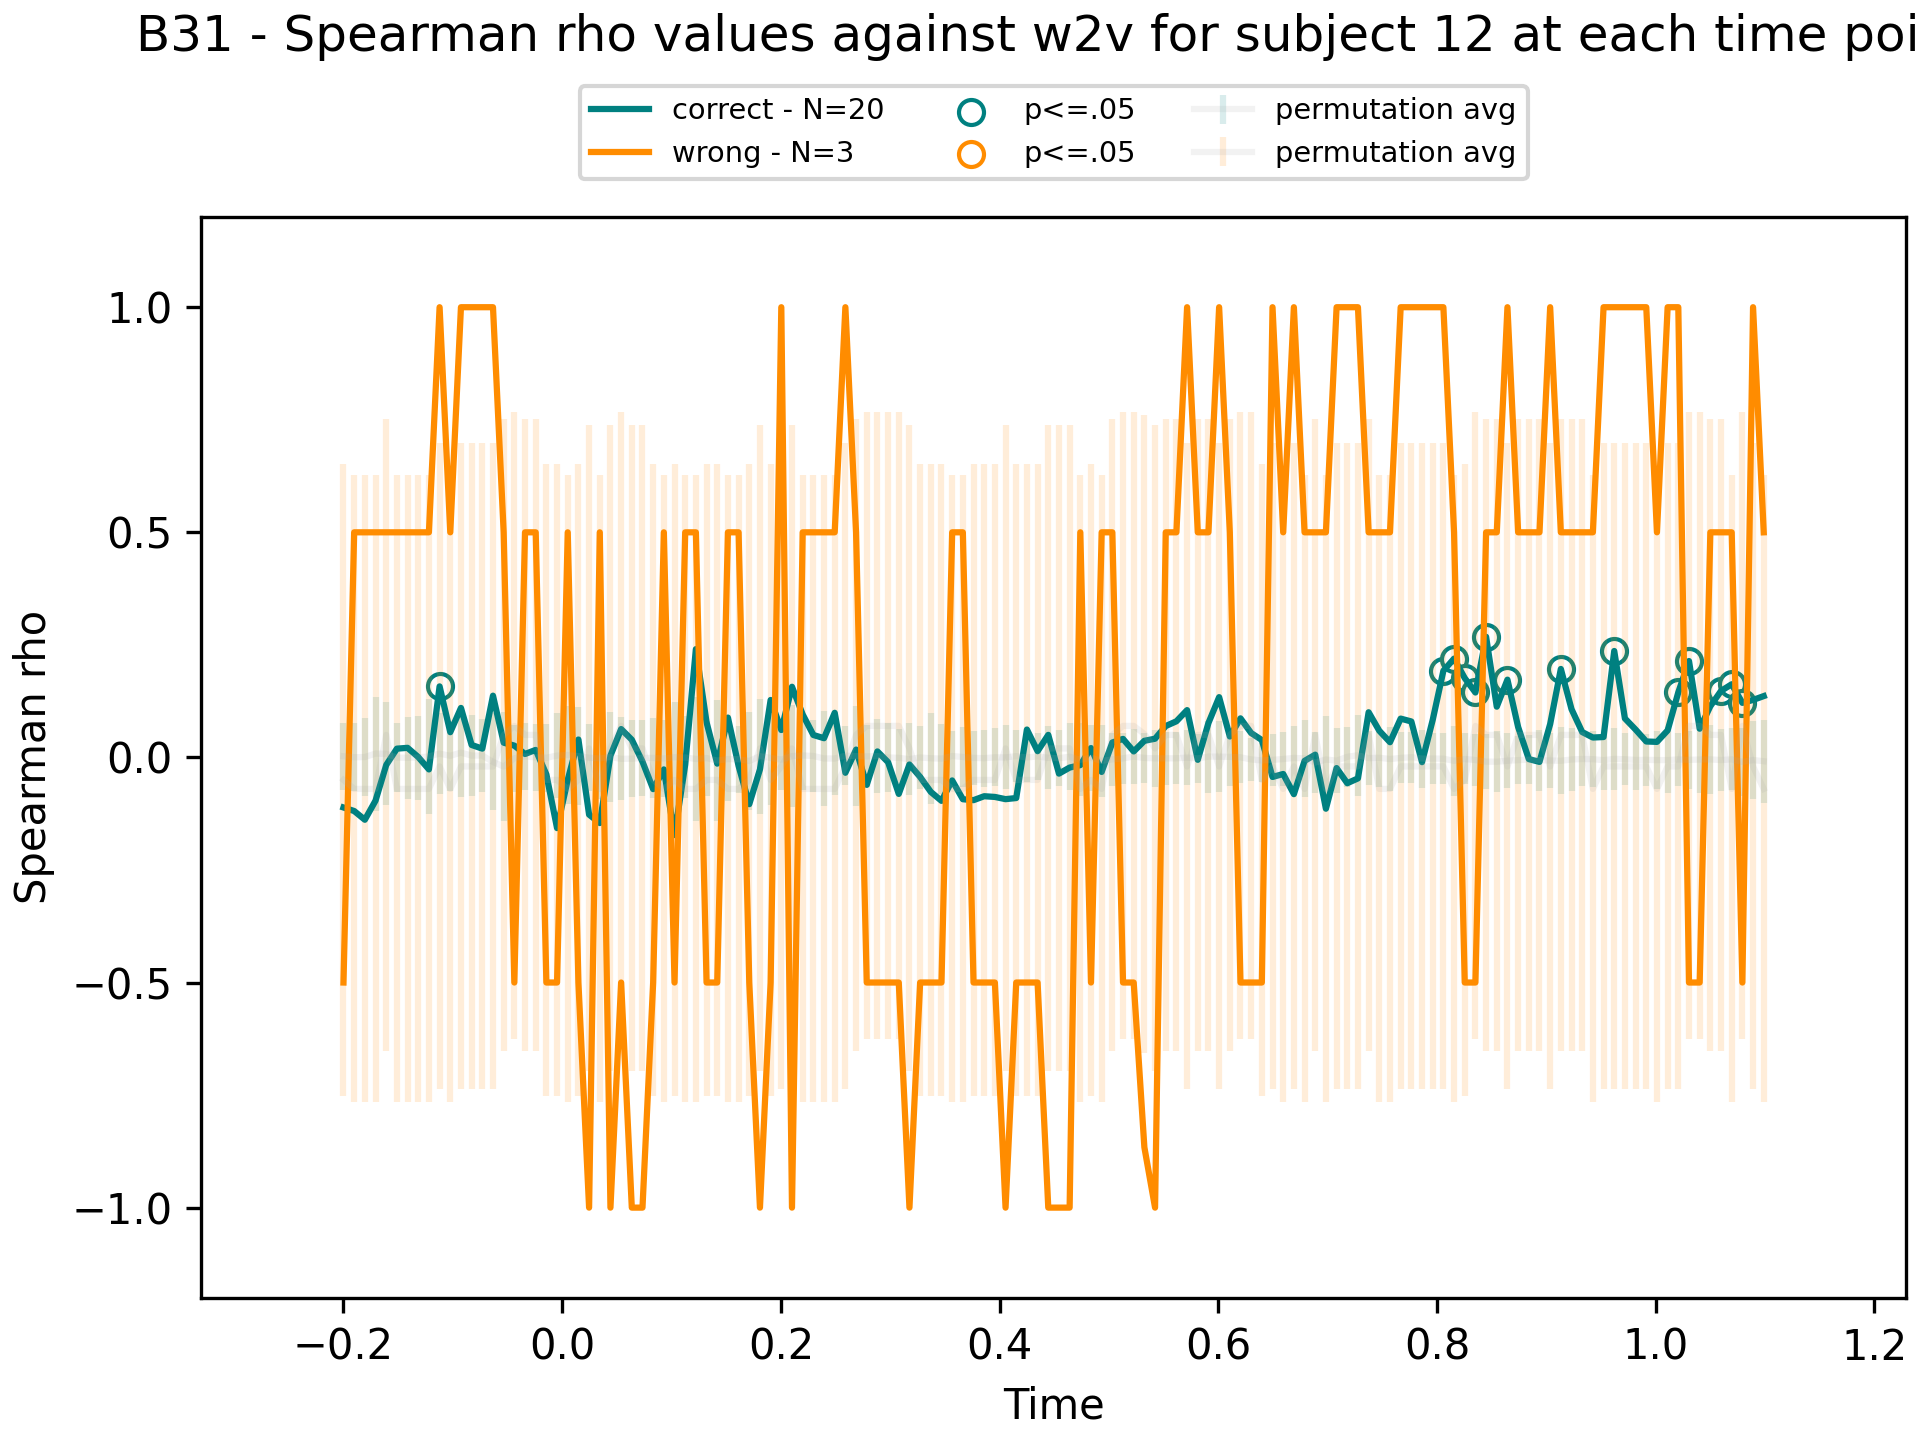 B31 - Spearman rho values against w2v for subject 12 at each time poi
correct - N=20
wrong - N=3
p<=.05
p<=.05
permutation avg
permutation avg
Spearman rho
1.0
0.5
0.0
−0.5
−1.0
−0.2
0.0
0.2
0.4
0.6
0.8
1.0
1.2
Time